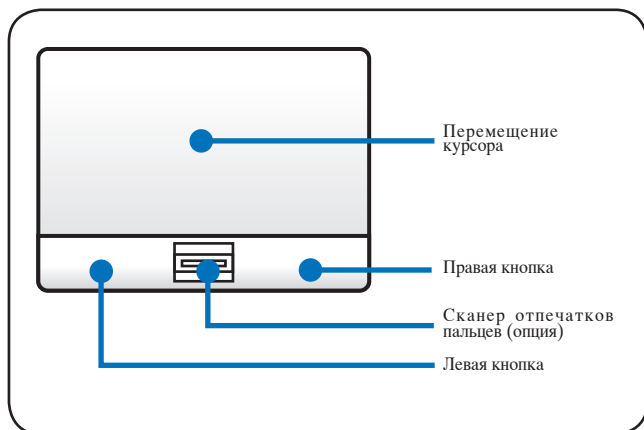 Перемещение
курсора
Правая кнопка
Сканер отпечатков
пальцев (опция)
Левая кнопка